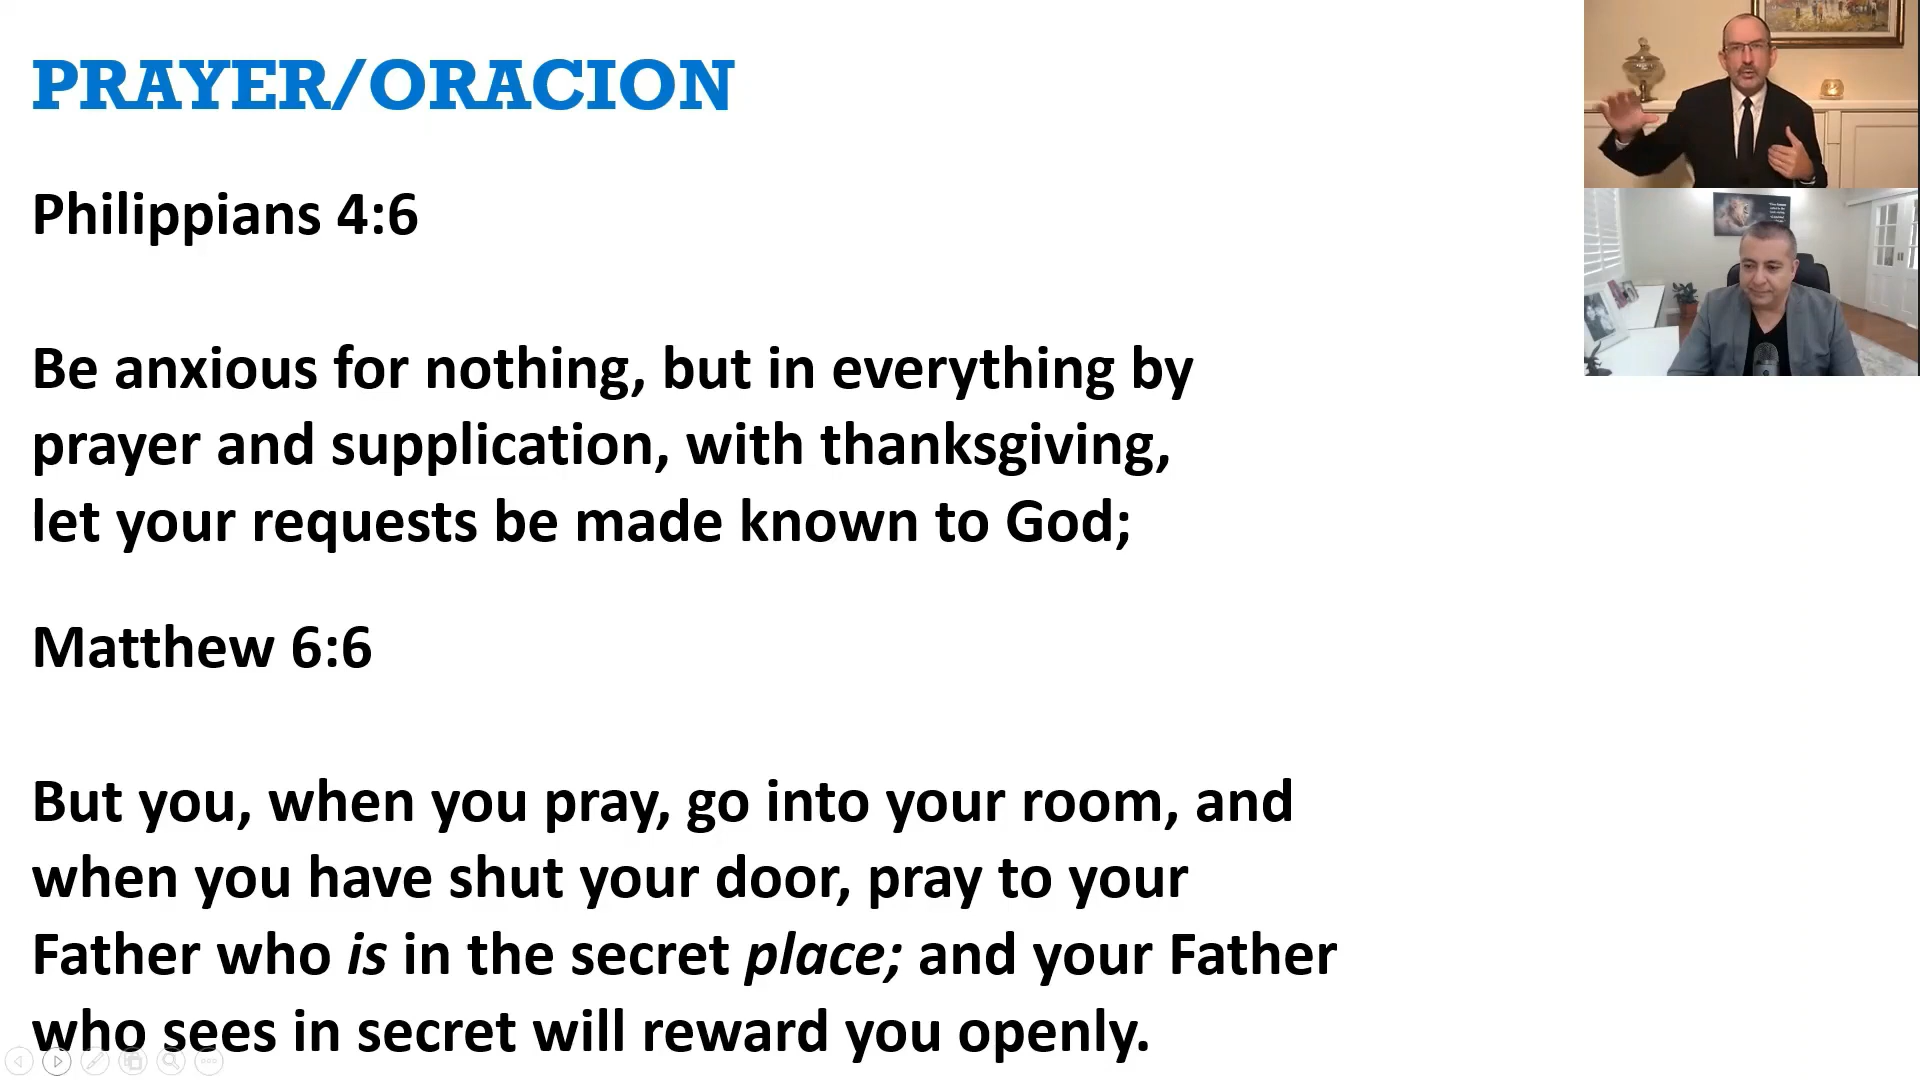 PRAYER/ORACION
Philippians 4:6
Be anxious for nothing, but in everything by
prayer and supplication, with thanksgiving,
let your requests be made known to God;
Matthew 6:6
But you, when you pray, go into your room, and
when you have shut your door, pray to your
Father who is in the secret place; and your Father
who sees in secret will reward you openly.